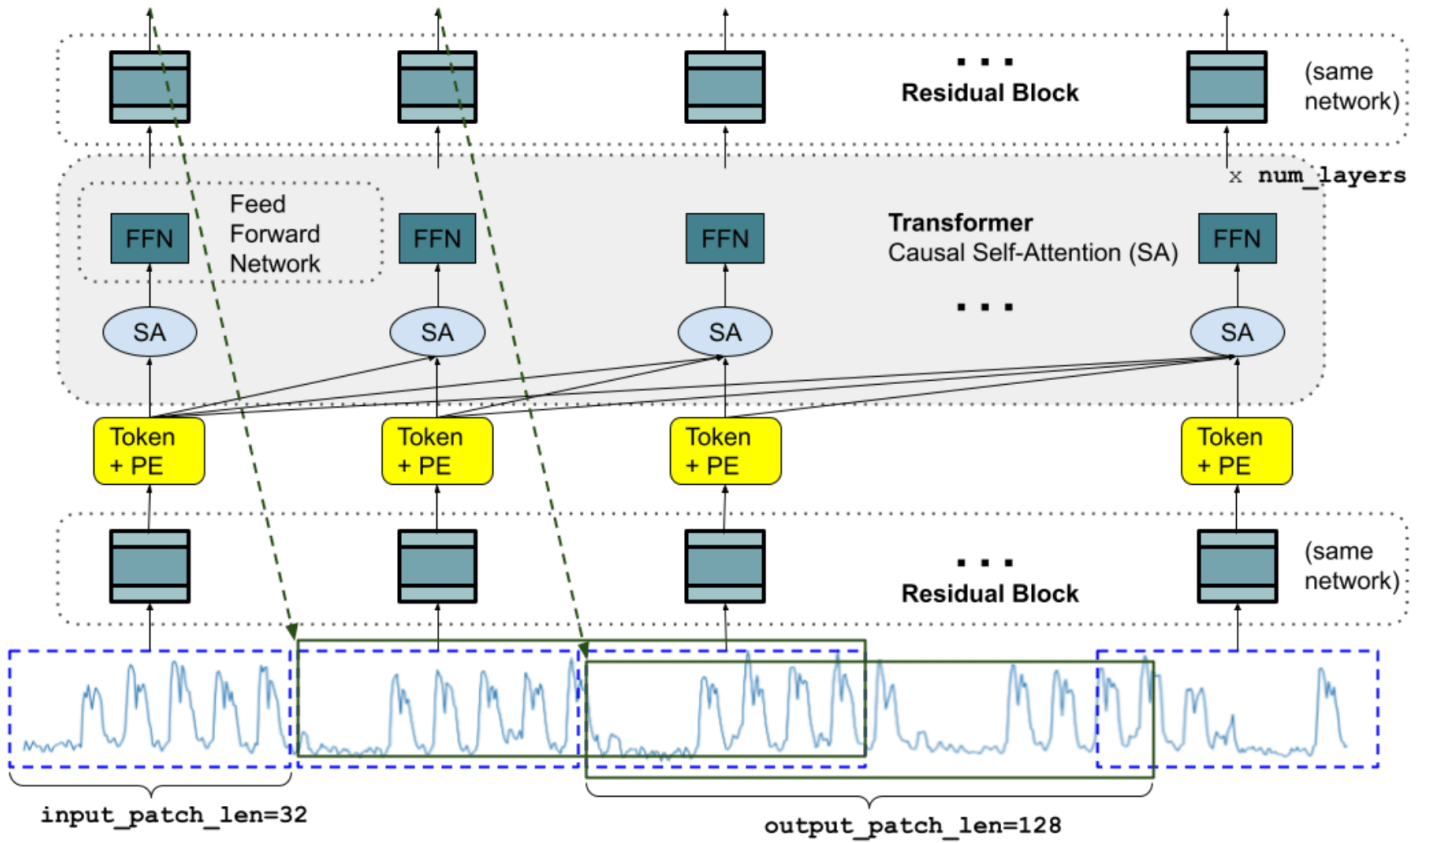 (same
network)
Residual Block
x num_layers
Feed
Forward
Network
FFN
FFN
FFN
FFN
Transformer
Causal Self-Attention (SA)
SA
SA
SA
SA
Token
+ PE
Token
+ PE
Token
+ PE
Token
+ PE
(same
network)
Residual Block
input_patch_len=32
output_patch_len=128